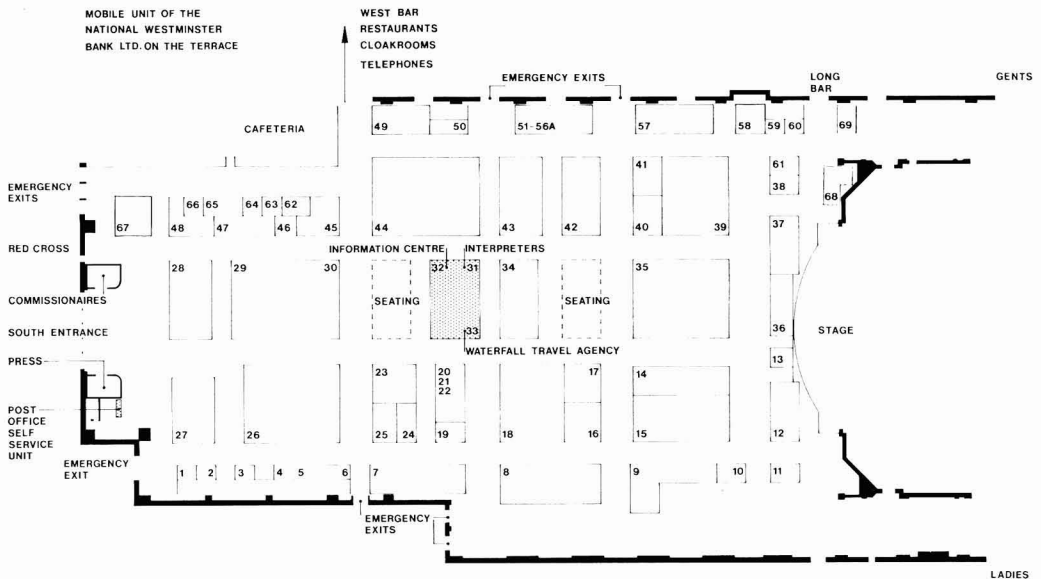 MOBILE UNIT OF THE
NATIONAL WESTMINSTER
BANK LTD. ON THE TERRACE
WEST BAR
RESTAURANTS
CLOAKROOMS
TELEPHONES
EMERGENCY EXITS
LONG
BAR
GENTS
CAFETERIA
49
50
51-56A
57
58
59
60
69
EMERGENCY
EXITS
67
66
65
64
63
62
48
47
46
45
44
43
42
41
40
39
61
38
68
37
RED CROSS
INFORMATION CENTRE
INTERPRETERS
28
29
30
SEATING
32
31
33
34
SEATING
35
36
COMMISSIONAIRES
SOUTH ENTRANCE
STAGE
WATERFALL TRAVEL AGENCY
PRESS
13
23
20
21
22
17
14
POST
OFFICE
SELF
SERVICE
UNIT
27
26
25
24
19
18
16
15
12
EMERGENCY
EXIT
1
2
3
4
5
6
7
8
9
10
11
EMERGENCY
EXITS
LADIES